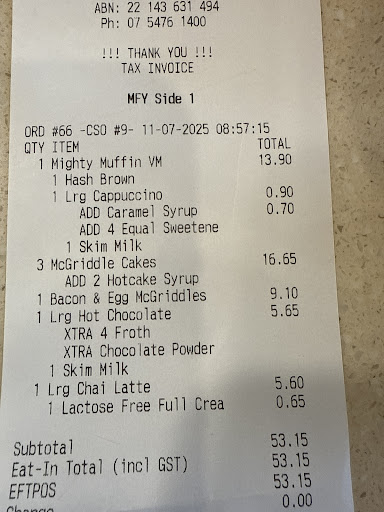 ABN: 22 143 631 494
Ph: 07 5476 1400
!!! THANK YOU !!!
TAX INVOICE
MFY Side 1
ORD #66 -CSO #9- 11-07-2025 08:57:15
QTY ITEM TOTAL
1 Mighty Muffin VM 13.90
1 Hash Brown
1 Lrg Cappuccino 0.90
ADD Caramel Syrup 0.70
ADD 4 Equal Sweetene
1 Skim Milk
3 McGriddle Cakes 16.65
ADD 2 Hotcake Syrup
1 Bacon & Egg McGriddles 9.10
1 Lrg Hot Chocolate 5.65
XTRA 4 Froth
XTRA Chocolate Powder
1 Skim Milk
1 Lrg Chai Latte 5.60
1 Lactose Free Full Crea 0.65
Subtotal 53.15
Eat-In Total (incl GST) 53.15
EFTPOS 53.15
Change 0.00